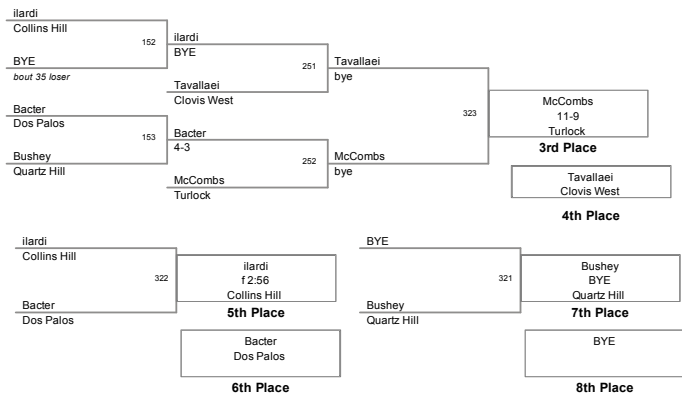 ilardi
Collins Hill
152
ilardi
BYE
BYE
bout 35 loser
251
Tavallaei
bye
Tavallaei
Clovis West
Bacter
Dos Palos
153
Bacter
4-3
Bushey
Quartz Hill
252
McCombs
bye
McCombs
Turlock
323
McCombs
11-9
Turlock
3rd Place
Tavallaei
Clovis West
4th Place
ilardi
Collins Hill
322
ilardi
f 2:56
Collins Hill
5th Place
Bacter
Dos Palos
Bacter
Dos Palos
6th Place
BYE
321
Bushey
BYE
Quartz Hill
7th Place
Bushey
Quartz Hill
BYE
8th Place